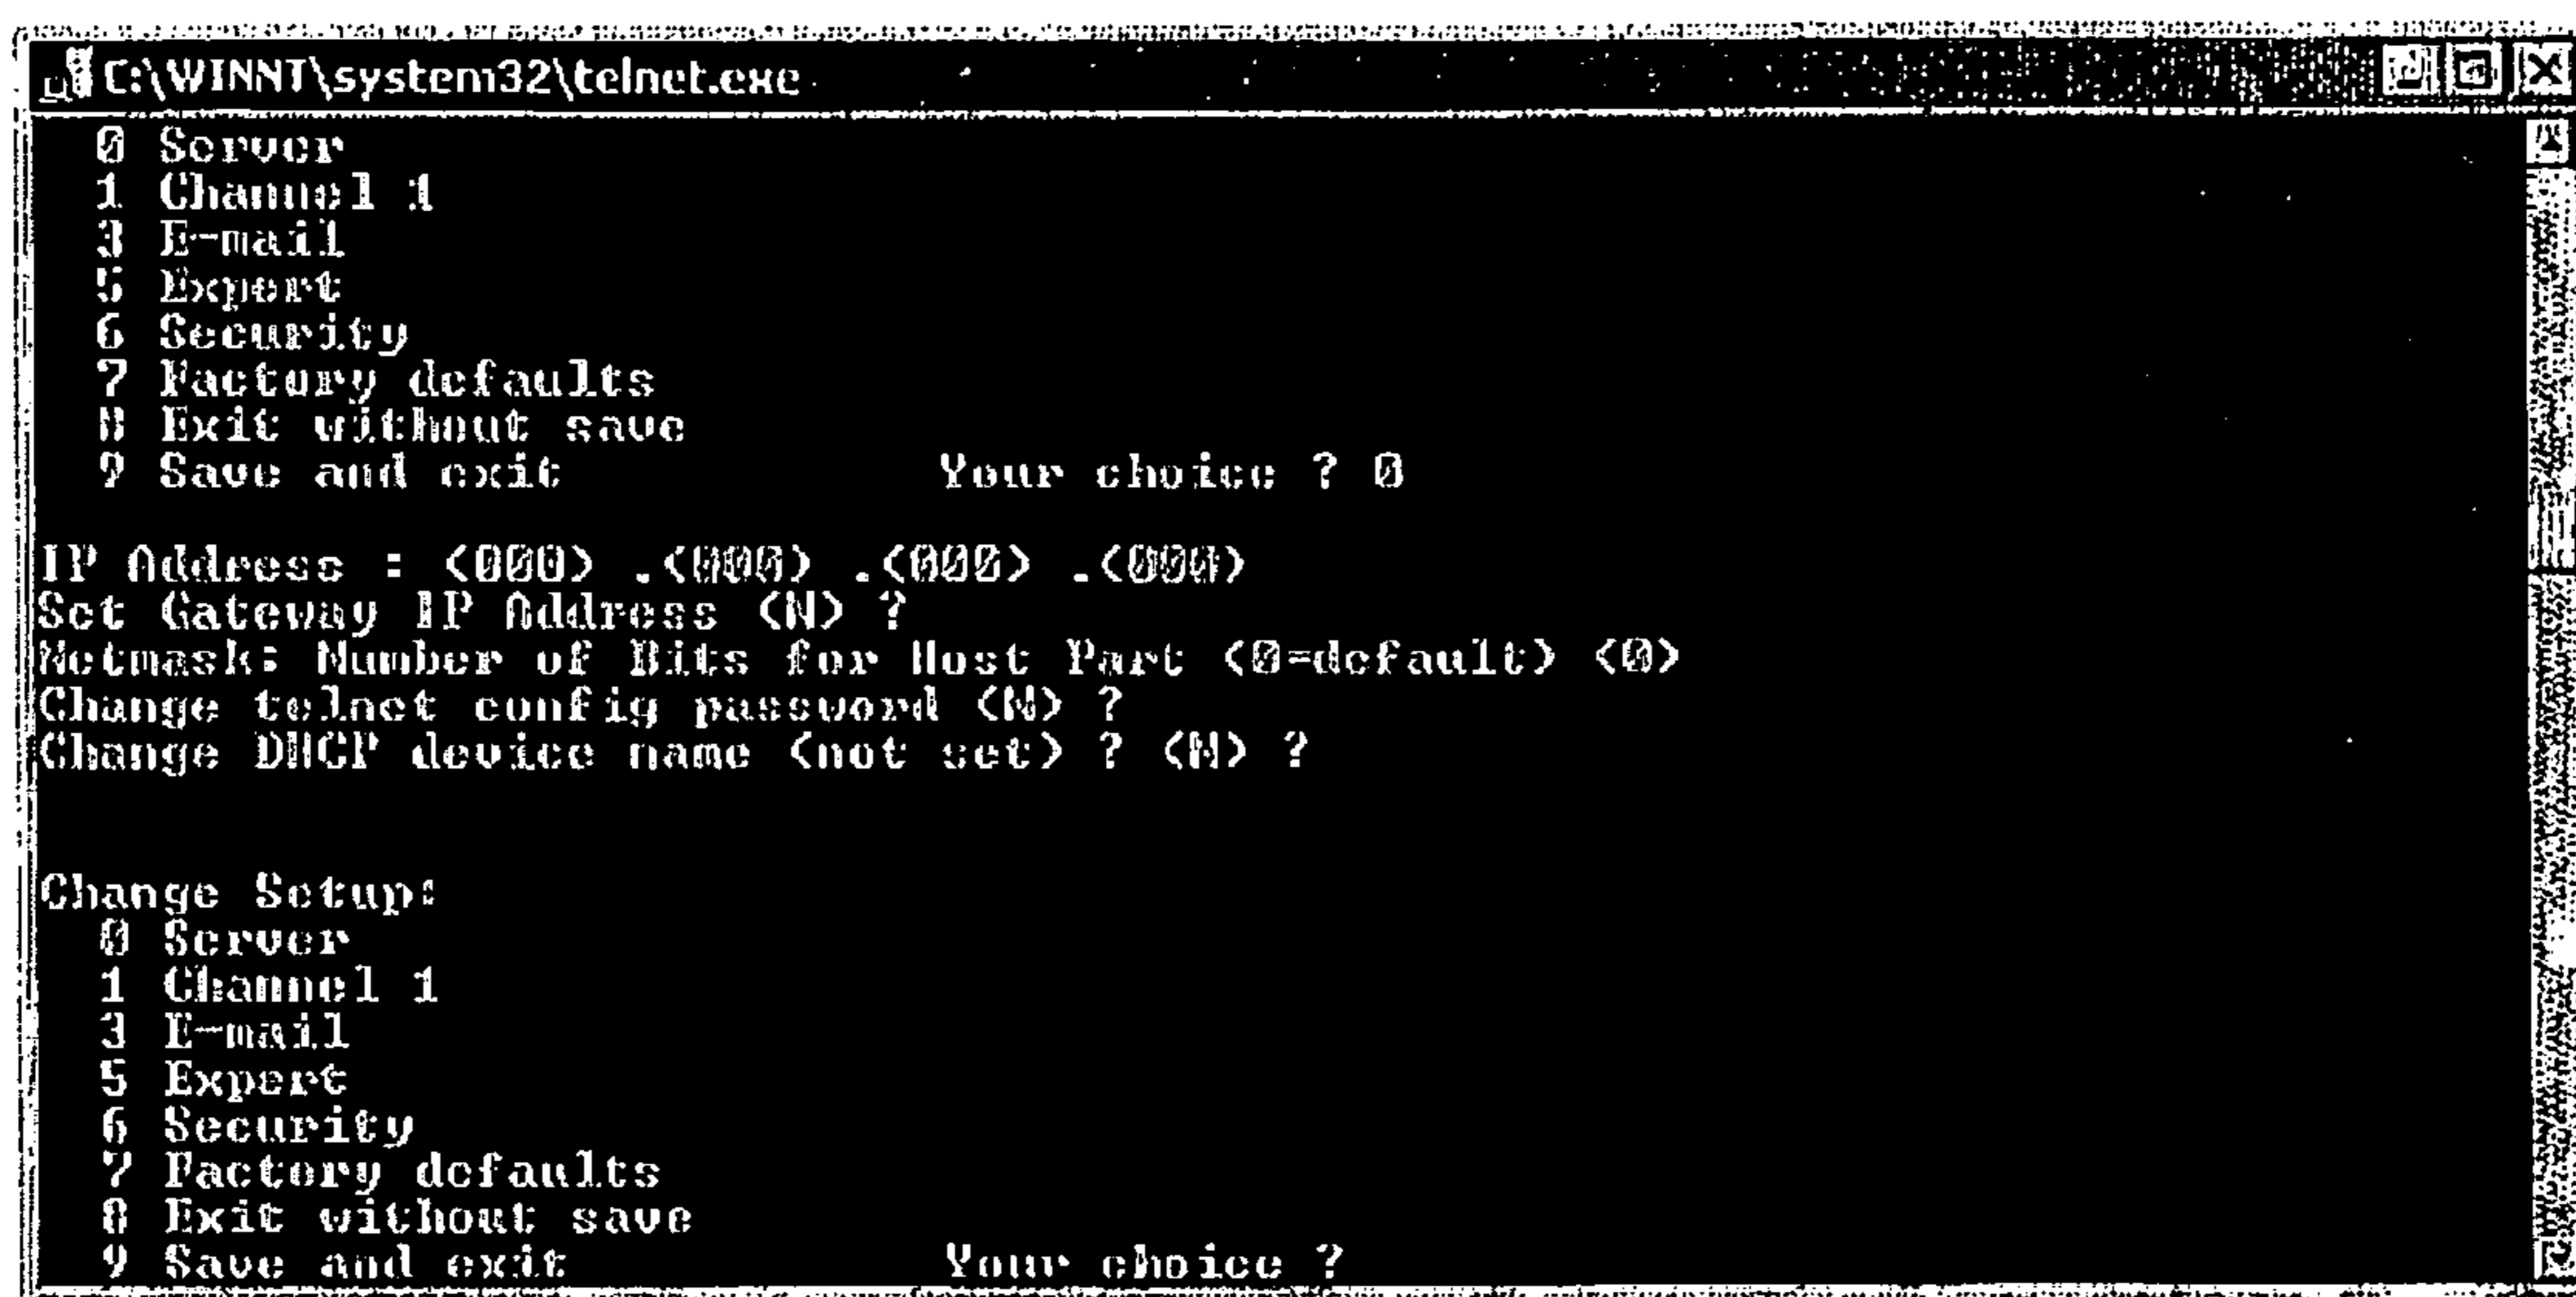 C:\WINNT\system32\telnet.exe
0 Server
1 Channel 1
3 E-mail
5 Expert
6 Security
7 Factory defaults
8 Exit without save
9 Save and exit Your choice ? 0
IP Address : (000) .(000) .(000) .(000)
Set Gateway IP Address (N) ?
Netmask: Number of Bits for Host Part (0=default) (0)
Change telnet config password (N) ?
Change DHCP device name (not set) ? (N) ?
Change Setup:
0 Server
1 Channel 1
3 E-mail
5 Expert
6 Security
7 Factory defaults
8 Exit without save
9 Save and exit Your choice ?